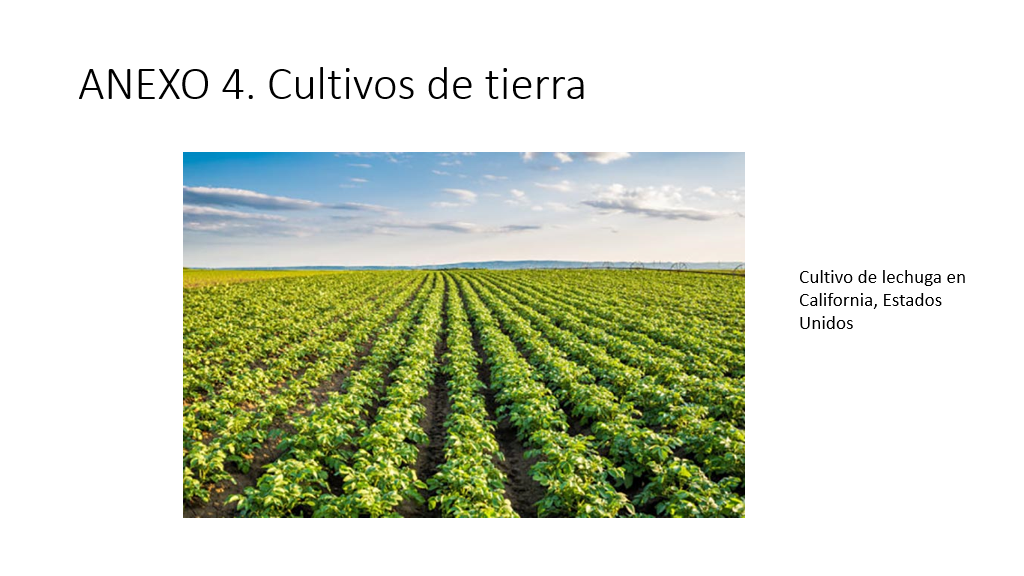 ANEXO 4. Cultivos de tierra
Cultivo de lechuga en
California, Estados
Unidos